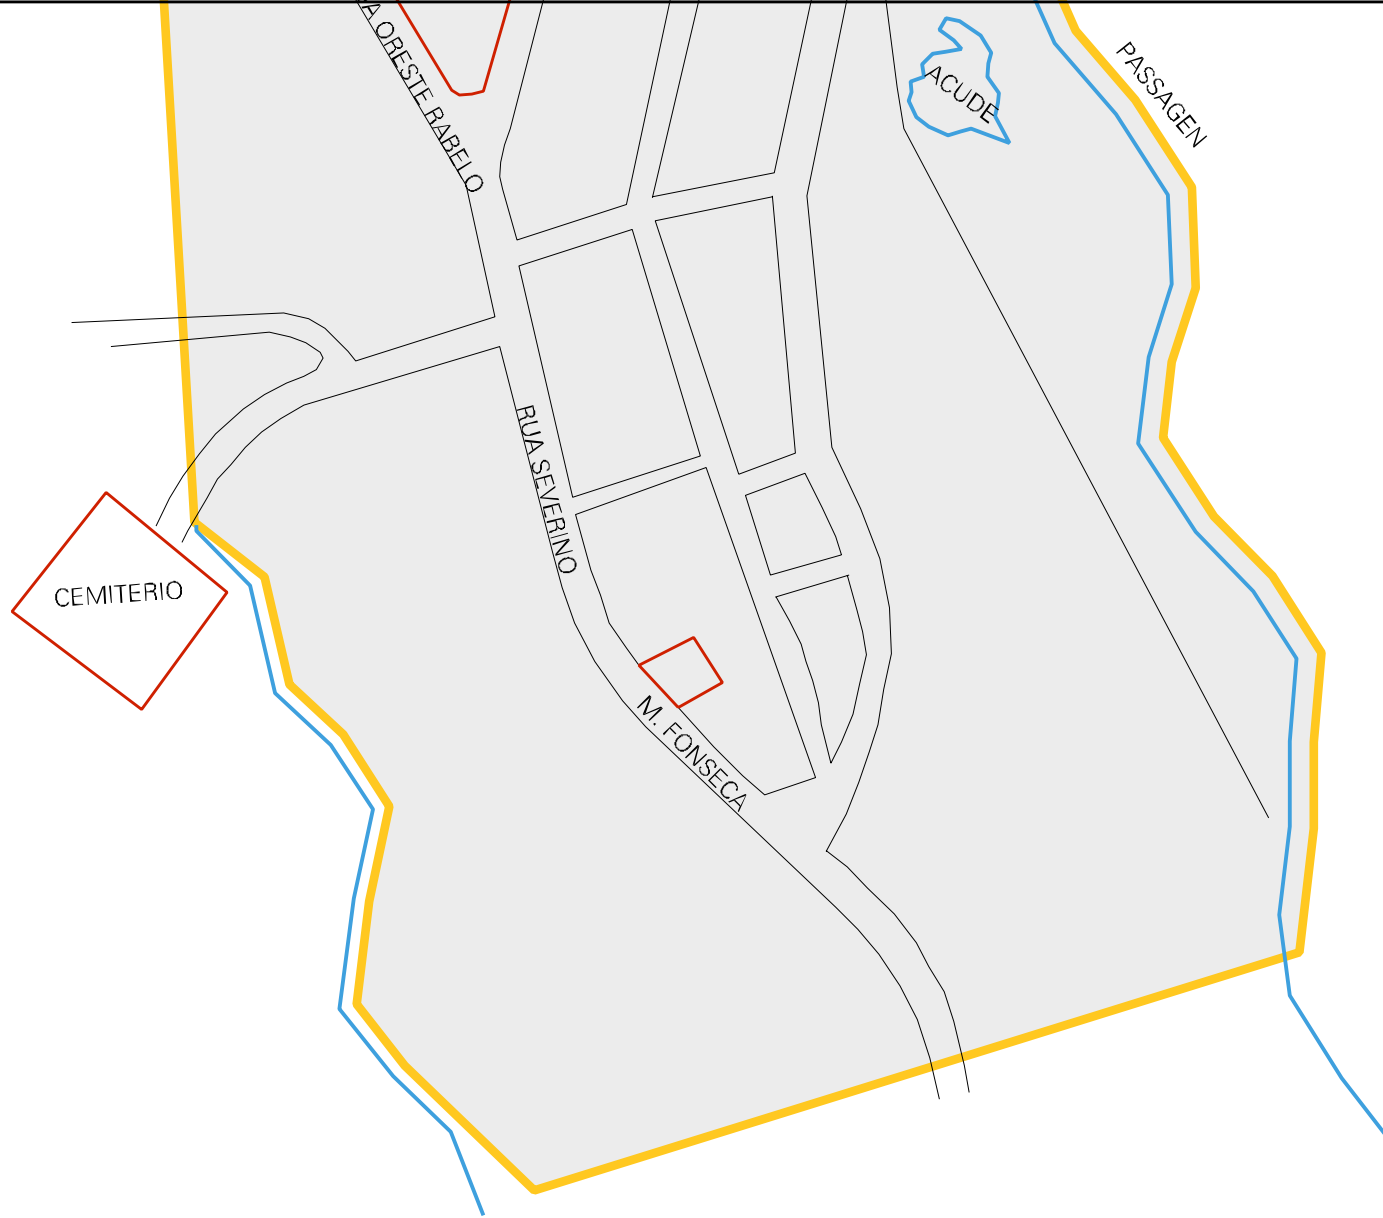 A ORESTE RABELO
ACUDE
PASSAGEN
RUA SEVERINO
CEMITERIO
M. FONSECA